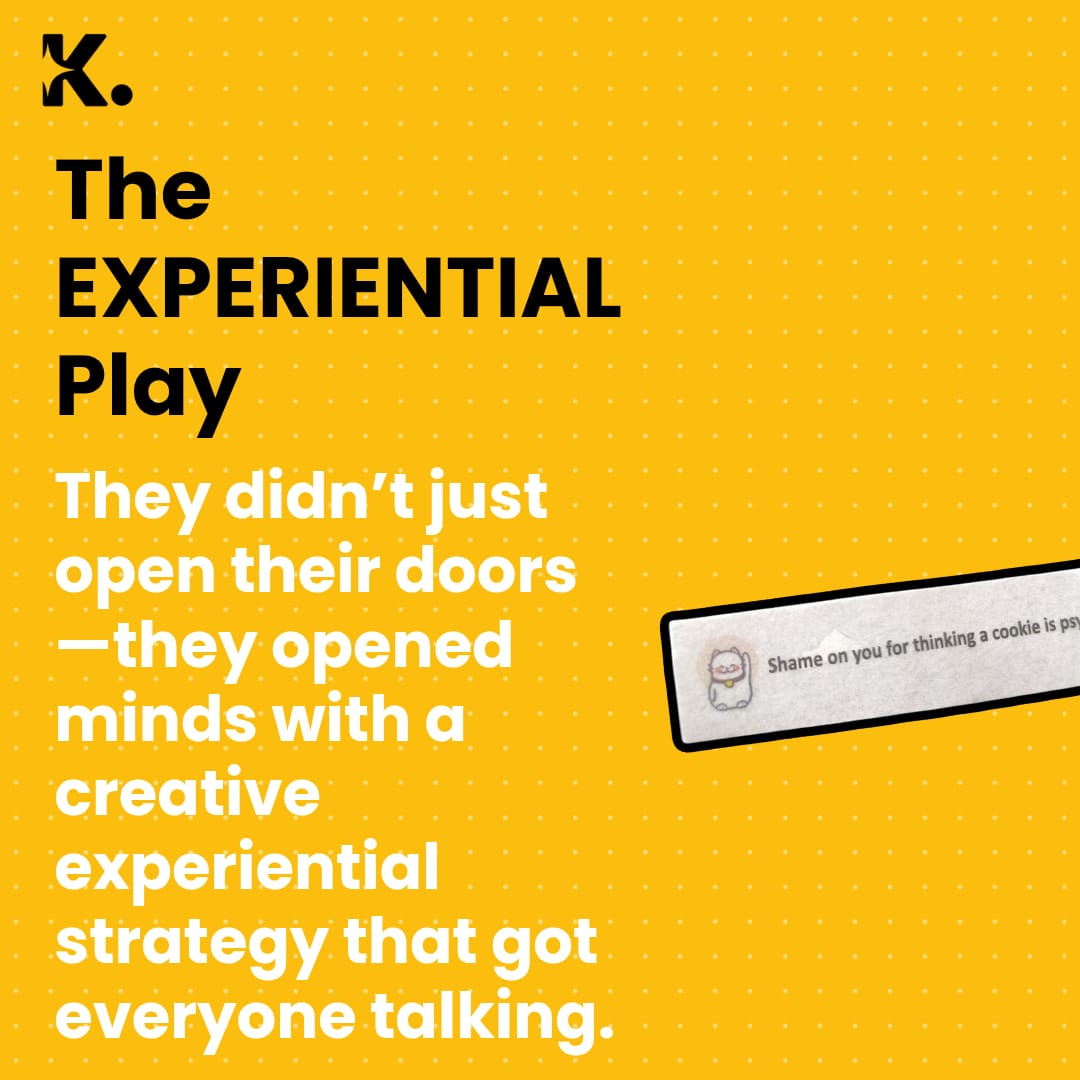 K.
The
EXPERIENTIAL
Play
They didn’t just
open their doors
—they opened
minds with a
creative
experiential
strategy that got
everyone talking.
Shame on you for thinking a cookie is